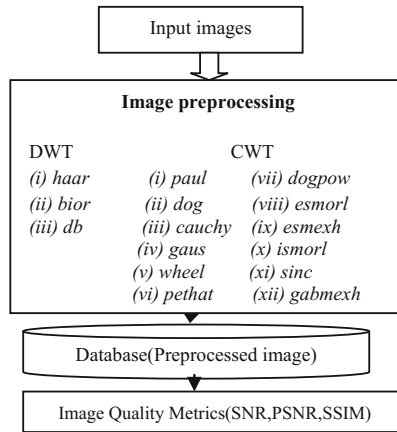 Input images
Image preprocessing
DWT CWT
(i) haar (i) paul (vii) dogpow
(ii) bior (ii) dog (viii) esmorl
(iii) db (iii) cauchy (ix) esmexh
(iv) gaus (x) ismorl
(v) wheel (xi) sinc
(vi) pethat (xii) gabmexh
Database(Preprocessed image)
Image Quality Metrics(SNR,PSNR,SSIM)